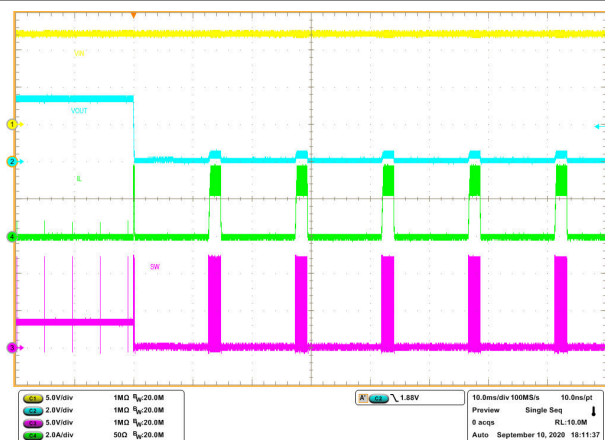 VIN
VOUT
1
2
IL
4
SW
3
C1 5.0V/div 1MΩ BW:20.0M
C2 2.0V/div 1MΩ BW:20.0M
C3 5.0V/div 1MΩ BW:20.0M
C4 2.0A/div 50Ω BW:20.0M
A' C2 1.88V
10.0ms/div 100MS/s 10.0ns/pt
Preview Single Seq
0 acqs RL:10.0M
Auto September 10, 2020 18:11:37